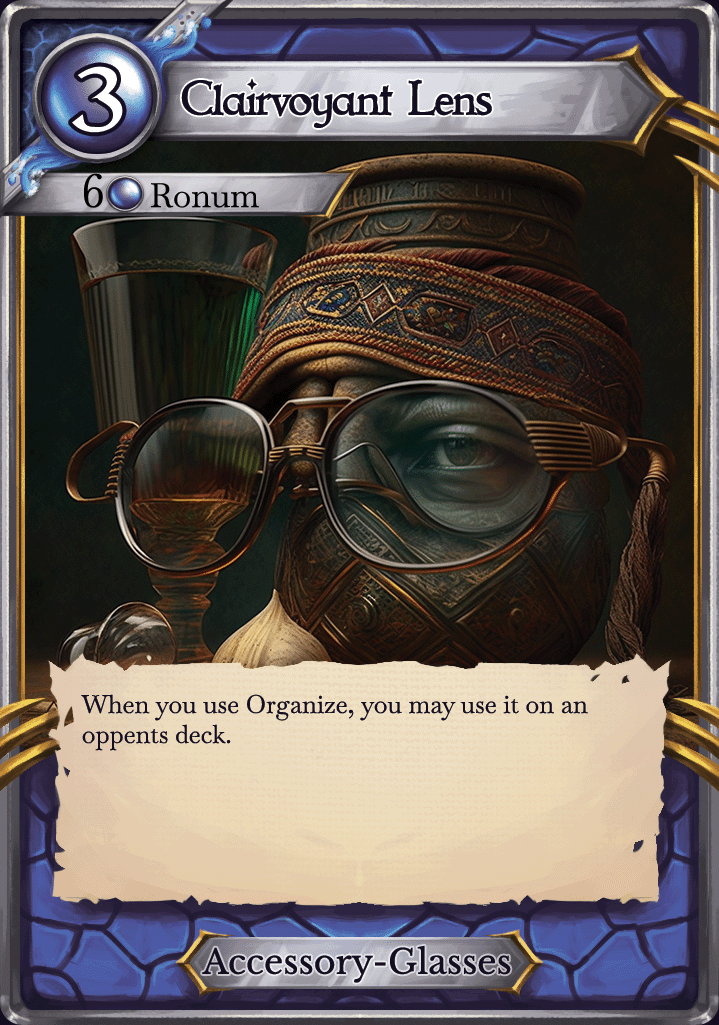 3
Clairvoyant Lens
6 Ronum
When you use Organize, you may use it on an
oppents deck.
Accessory-Glasses